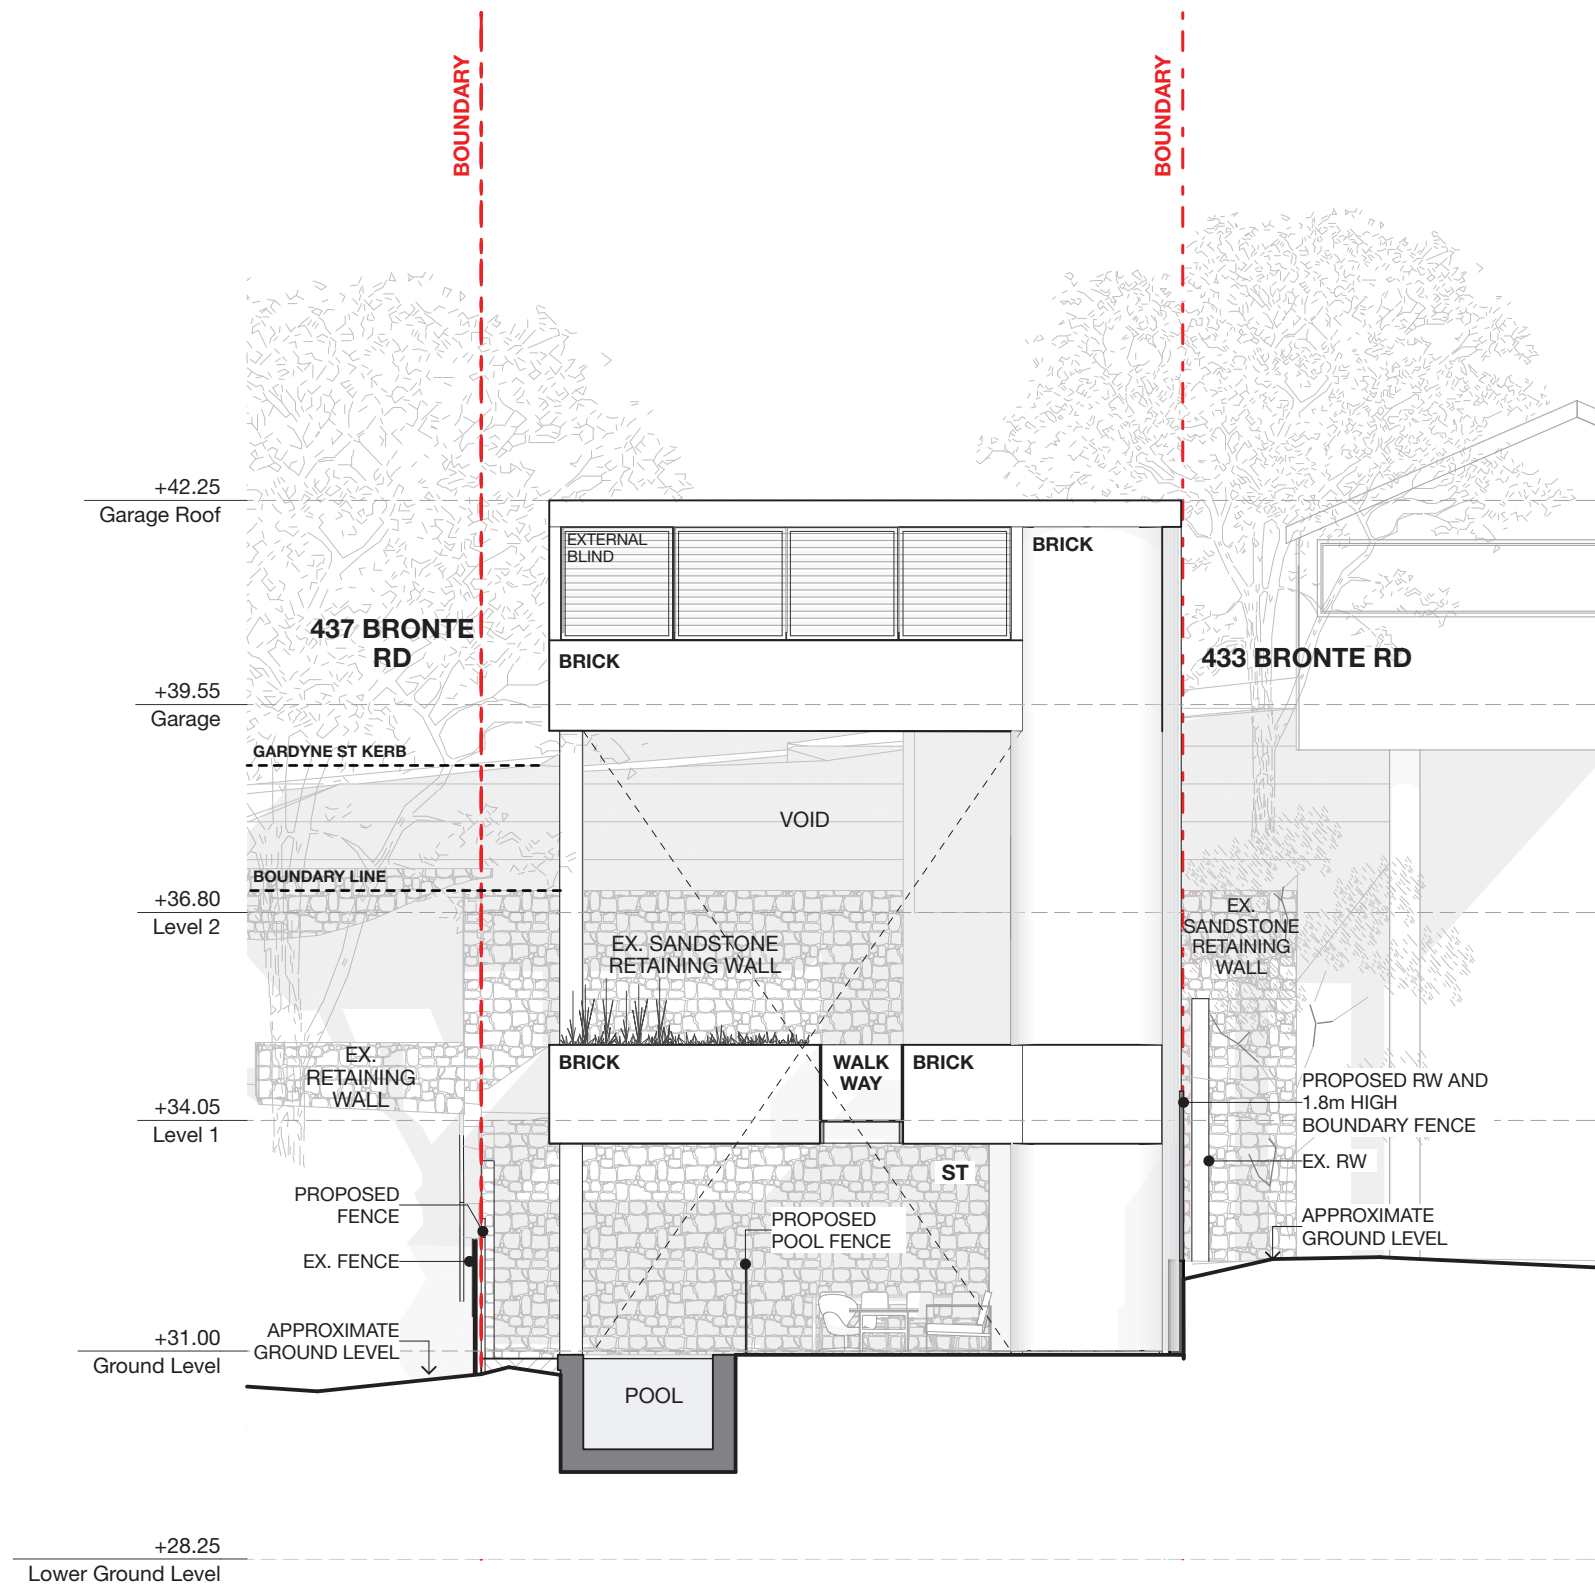 BOUNDARY
BOUNDARY
+42.25
Garage Roof
EXTERNAL
BLIND
BRICK
437 BRONTE
RD
BRICK
433 BRONTE RD
+39.55
Garage
GARDYNE ST KERB
VOID
BOUNDARY LINE
+36.80
Level 2
EX. SANDSTONE
RETAINING WALL
EX.
SANDSTONE
RETAINING
WALL
EX.
RETAINING
WALL
BRICK
WALK
WAY
BRICK
PROPOSED RW AND
1.8m HIGH
BOUNDARY FENCE
+34.05
Level 1
EX. RW
ST
PROPOSED
FENCE
PROPOSED
POOL FENCE
APPROXIMATE
GROUND LEVEL
EX. FENCE
APPROXIMATE
GROUND LEVEL
+31.00
Ground Level
POOL
+28.25
Lower Ground Level